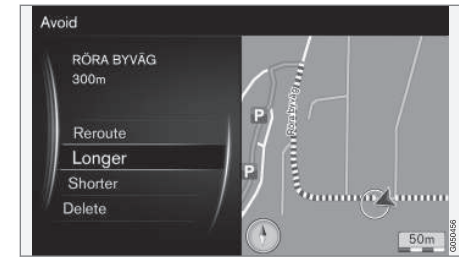 Avoid
RÖRA BYVÄG
300m
Reroute
Longer
Shorter
Delete
P
Röra byväg
P
50m
G050456